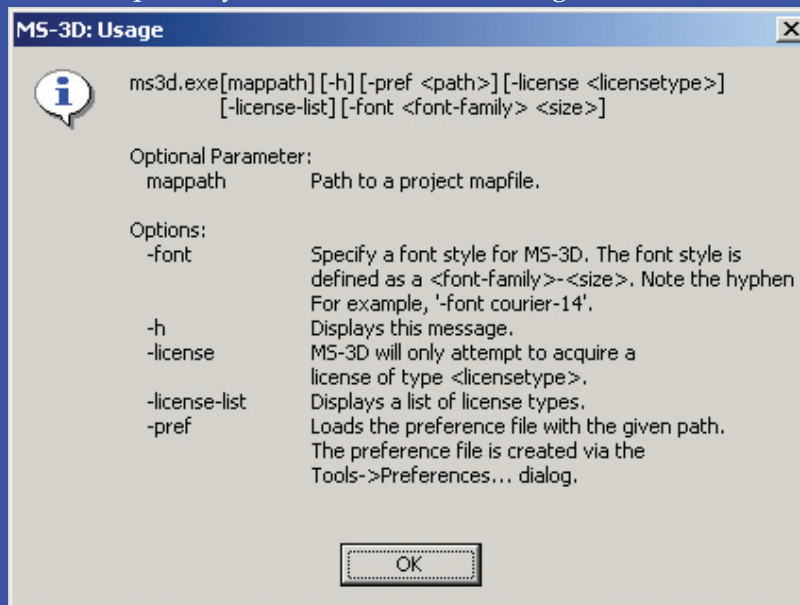 MS-3D: Usage
ms3d.exe[mappath] [-h] [-pref <path>] [-license <licensetype>]
[-license-list] [-font <font-family> <size>]
Optional Parameter:
mappath Path to a project mapfile.
Options:
-font Specify a font style for MS-3D. The font style is
defined as a <font-family>-<size>. Note the hyphen
For example, '-font courier-14'.
-h Displays this message.
-license MS-3D will only attempt to acquire a
license of type <licensetype>.
-license-list Displays a list of license types.
-pref Loads the preference file with the given path.
The preference file is created via the
Tools->Preferences... dialog.
OK